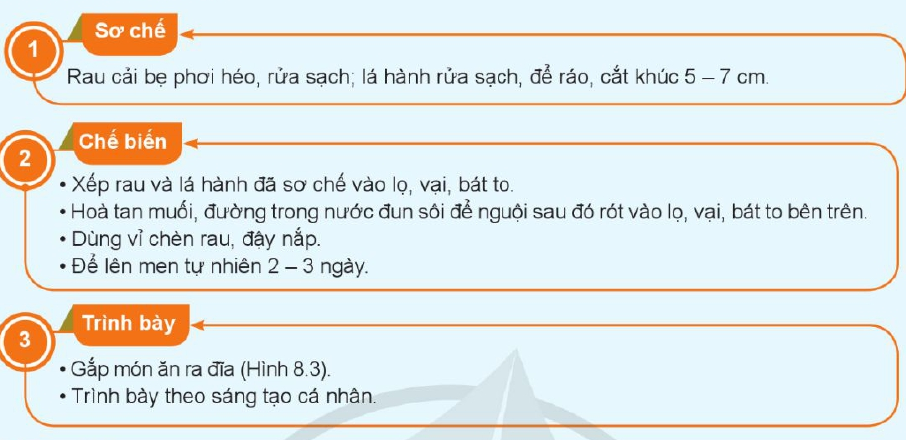 Sơ chế
1
Rau cải bẹ phơi héo, rửa sạch; lá hành rửa sạch, để ráo, cắt khúc 5 – 7 cm.
Chế biến
2
• Xếp rau và lá hành đã sơ chế vào lọ, vại, bát to.
• Hoà tan muối, đường trong nước đun sôi để nguội sau đó rót vào lọ, vại, bát to bên trên.
• Dùng vỉ chèn rau, đậy nắp.
• Để lên men tự nhiên 2 – 3 ngày.
Trình bày
3
• Gắp món ăn ra đĩa (Hình 8.3).
• Trình bày theo sáng tạo cá nhân.